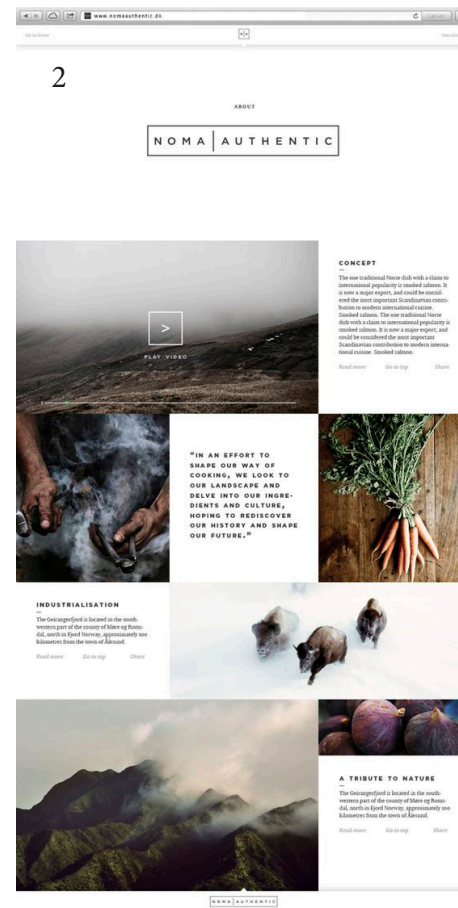 www.nomaauthentic.dk
Go to home
2
ABOUT
NOMA | AUTHENTIC
CONCEPT
The one traditional Norse dish with a claim to
international popularity is smoked salmon. It
is now a major export, and could be consid-
ered the most important Scandinavian contri-
bution to modern international cuisine.
Smoked salmon. The one traditional Norse
dish with a claim to international popularity is
smoked salmon. It is now a major export, and
could be considered the most important
Scandinavian contribution to modern interna-
tional cuisine. Smoked salmon.
Read more Go to top Share
>
PLAY VIDEO
"IN AN EFFORT TO
SHAPE OUR WAY OF
COOKING, WE LOOK TO
OUR LANDSCAPE AND
DELVE INTO OUR INGRE-
DIENTS AND CULTURE,
HOPING TO REDISCOVER
OUR HISTORY AND SHAPE
OUR FUTURE."
INDUSTRIALISATION
The Geirangerfjord is located in the south-
western part of the county of Møre og Roms-
dal, north in Fjord Norway, approximately 100
kilometres from the town of Ålesund.
Read more Go to top Share
A TRIBUTE TO NATURE
The Geirangerfjord is located in the south-
western part of the county of Møre og Roms-
dal, north in Fjord Norway, approximately 100
kilometres from the town of Ålesund.
Read more Go to top Share
NOMA | AUTHENTIC